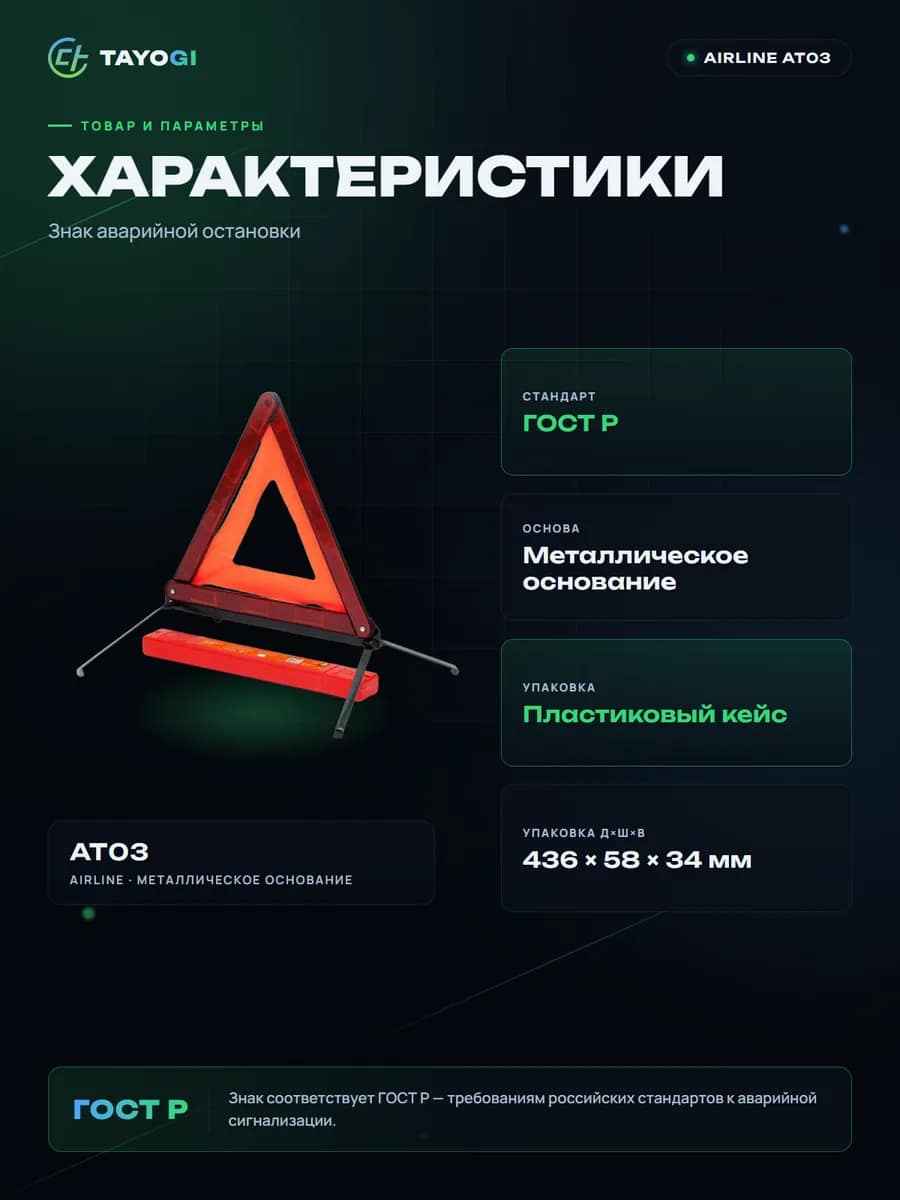 TAYOGI
AIRLINE AT03
ТОВАР И ПАРАМЕТРЫ
ХАРАКТЕРИСТИКИ
Знак аварийной остановки
СТАНДАРТ
ГОСТ Р
ОСНОВА
Металлическое
основание
УПАКОВКА
Пластиковый кейс
УПАКОВКА Д×Ш×В
436 × 58 × 34 мм
AT03
AIRLINE · МЕТАЛЛИЧЕСКОЕ ОСНОВАНИЕ
ГОСТ Р
Знак соответствует ГОСТ Р — требованиям российских стандартов к аварийной
сигнализации.